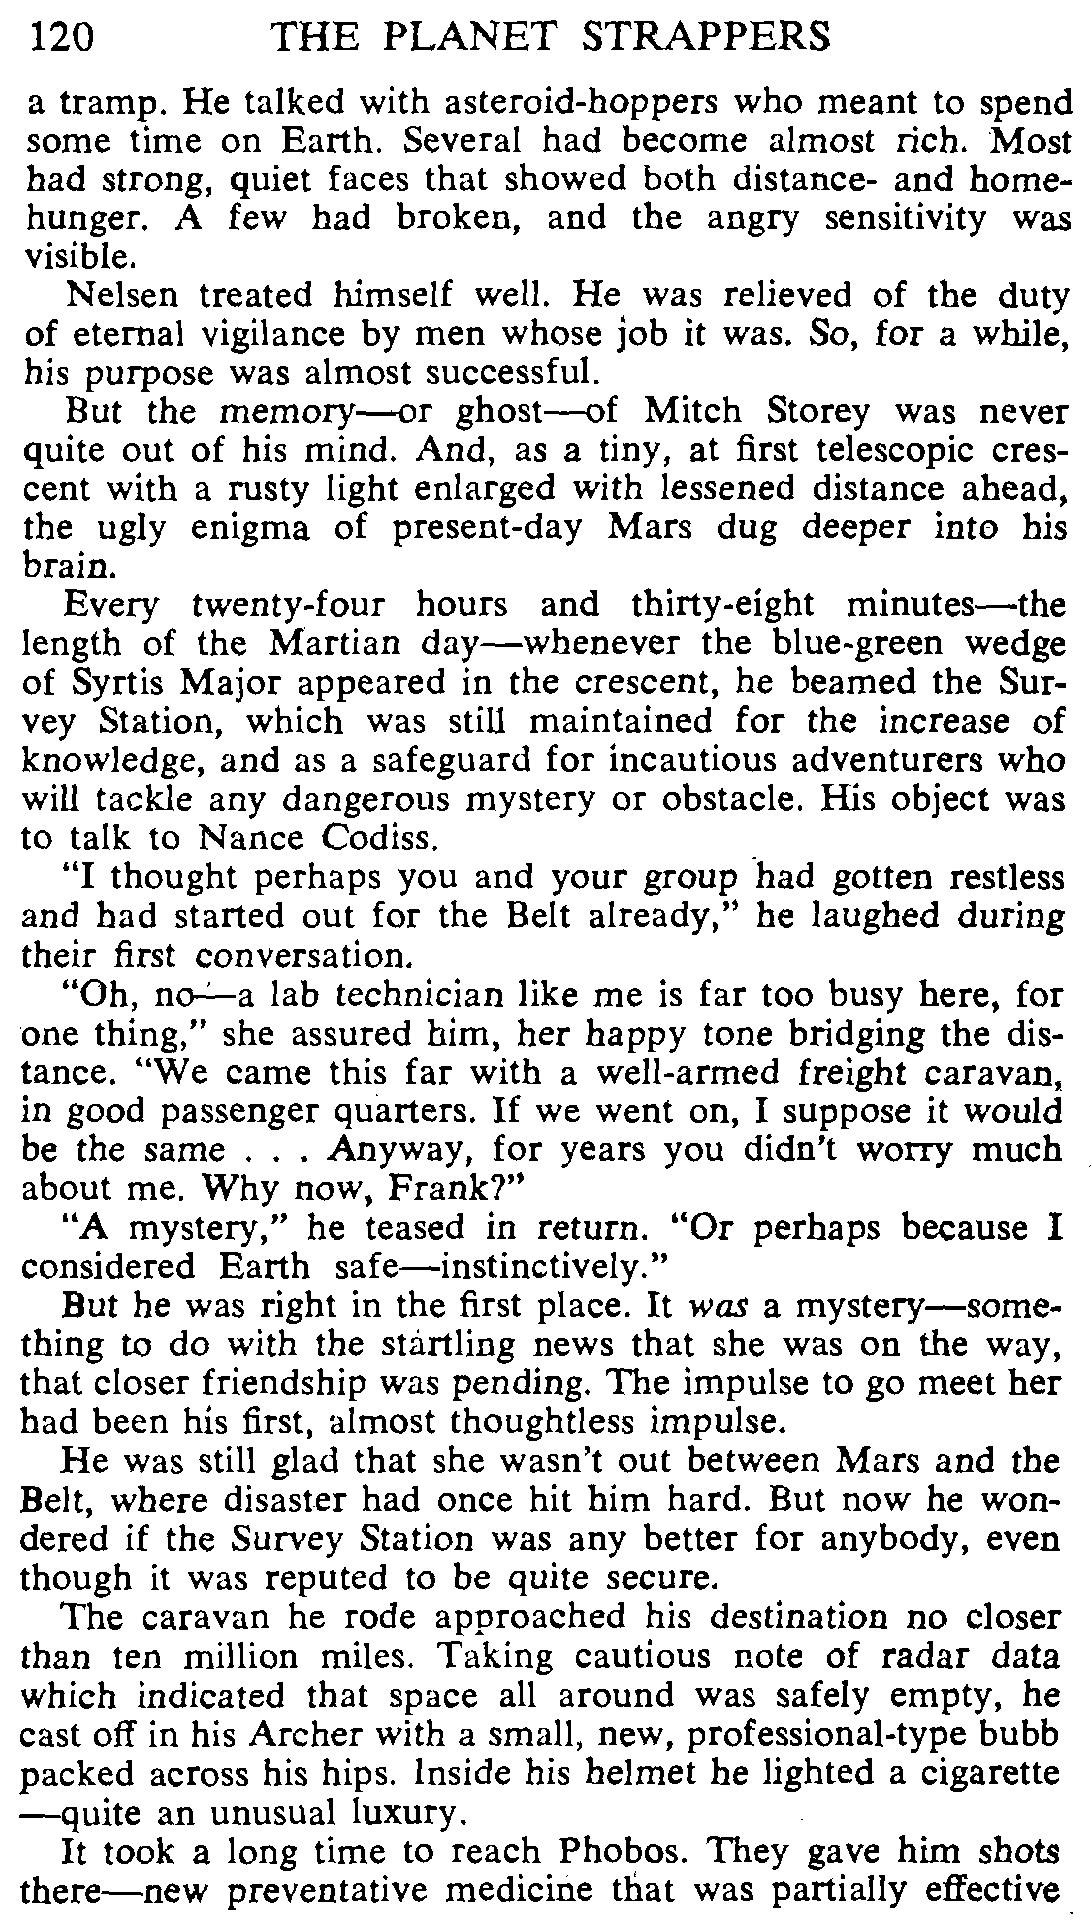 120 THE PLANET STRAPPERS
a tramp. He talked with asteroid-hoppers who meant to spend
some time on Earth. Several had become almost rich. Most
had strong, quiet faces that showed both distance- and home-
hunger. A few had broken, and the angry sensitivity was
visible.
Nelsen treated himself well. He was relieved of the duty
of eternal vigilance by men whose job it was. So, for a while,
his purpose was almost successful.
But the memory—or ghost—of Mitch Storey was never
quite out of his mind. And, as a tiny, at first telescopic cres-
cent with a rusty light enlarged with lessened distance ahead,
the ugly enigma of present-day Mars dug deeper into his
brain.
Every twenty-four hours and thirty-eight minutes—the
length of the Martian day—whenever the blue-green wedge
of Syrtis Major appeared in the crescent, he beamed the Sur-
vey Station, which was still maintained for the increase of
knowledge, and as a safeguard for incautious adventurers who
will tackle any dangerous mystery or obstacle. His object was
to talk to Nance Codiss.
"I thought perhaps you and your group had gotten restless
and had started out for the Belt already," he laughed during
their first conversation.
"Oh, no—a lab technician like me is far too busy here, for
one thing," she assured him, her happy tone bridging the dis-
tance. "We came this far with a well-armed freight caravan,
in good passenger quarters. If we went on, I suppose it would
be the same . . . Anyway, for years you didn't worry much
about me. Why now, Frank?"
"A mystery," he teased in return. "Or perhaps because I
considered Earth safe—instinctively."
But he was right in the first place. It was a mystery—some-
thing to do with the startling news that she was on the way,
that closer friendship was pending. The impulse to go meet her
had been his first, almost thoughtless impulse.
He was still glad that she wasn't out between Mars and the
Belt, where disaster had once hit him hard. But now he won-
dered if the Survey Station was any better for anybody, even
though it was reputed to be quite secure.
The caravan he rode approached his destination no closer
than ten million miles. Taking cautious note of radar data
which indicated that space all around was safely empty, he
cast off in his Archer with a small, new, professional-type bubb
packed across his hips. Inside his helmet he lighted a cigarette
—quite an unusual luxury.
It took a long time to reach Phobos. They gave him shots
there—new preventative medicine that was partially effective